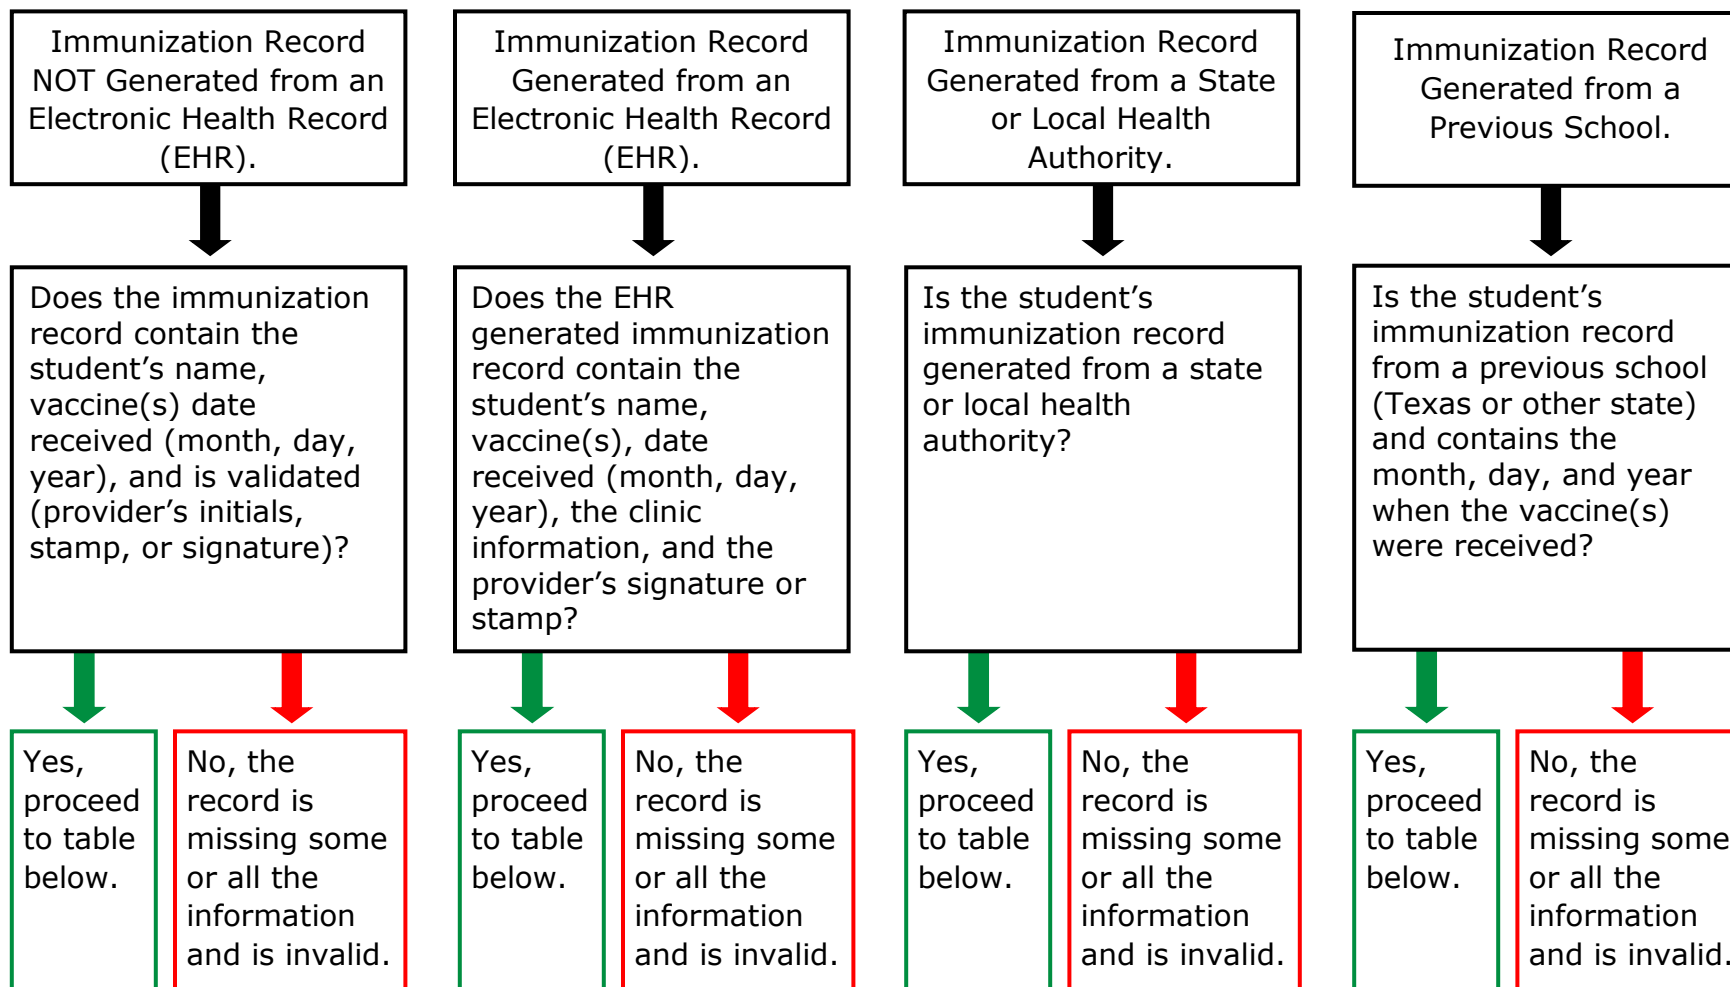 Immunization Record
NOT Generated from an
Electronic Health Record
(EHR).
Immunization Record
Generated from an
Electronic Health Record
(EHR).
Immunization Record
Generated from a State
or Local Health
Authority.
Immunization Record
Generated from a
Previous School.
Does the immunization
record contain the
student’s name,
vaccine(s) date
received (month, day,
year), and is validated
(provider’s initials,
stamp, or signature)?
Does the EHR
generated immunization
record contain the
student’s name,
vaccine(s), date
received (month, day,
year), the clinic
information, and the
provider’s signature or
stamp?
Is the student’s
immunization record
generated from a state
or local health
authority?
Is the student’s
immunization record
from a previous school
(Texas or other state)
and contains the
month, day, and year
when the vaccine(s)
were received?
Yes,
proceed
to table
below.
No, the
record is
missing some
or all the
information
and is invalid.
Yes,
proceed
to table
below.
No, the
record is
missing some
or all the
information
and is invalid.
Yes,
proceed
to table
below.
No, the
record is
missing some
or all the
information
and is invalid.
Yes,
proceed
to table
below.
No, the
record is
missing some
or all the
information
and is invalid.